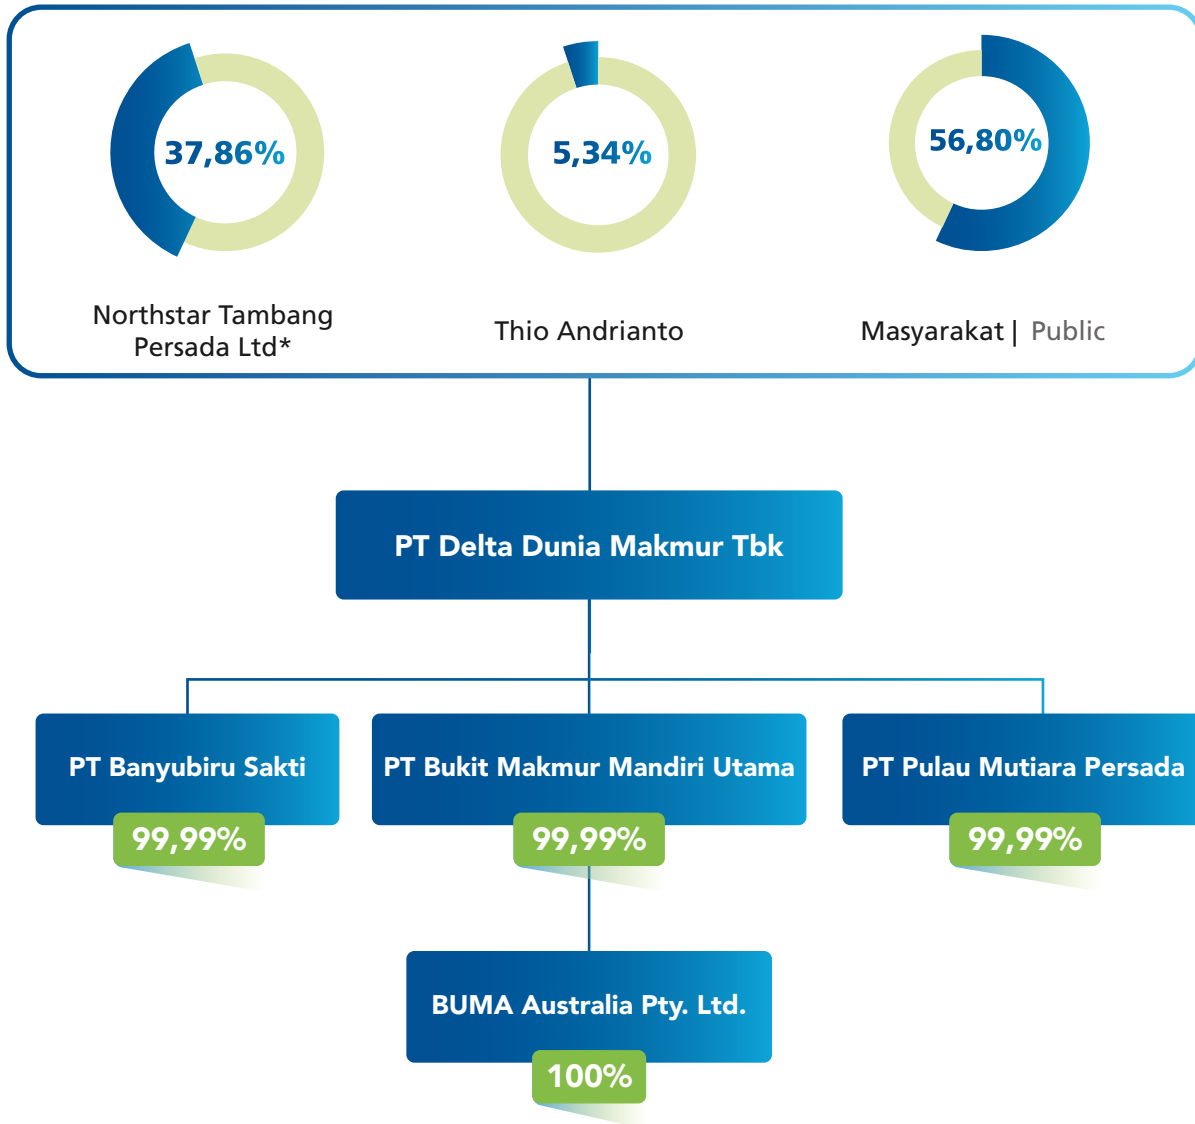 37,86%
5,34%
56,80%
Northstar Tambang
Persada Ltd*
Thio Andrianto
Masyarakat | Public
PT Delta Dunia Makmur Tbk
PT Banyubiru Sakti
PT Bukit Makmur Mandiri Utama
PT Pulau Mutiara Persada
99,99%
99,99%
99,99%
BUMA Australia Pty. Ltd.
100%